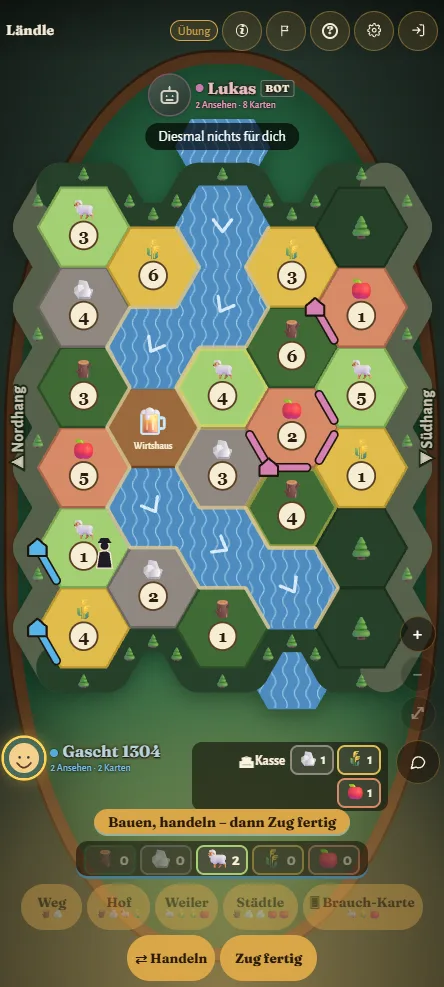 Ländle
Übung
Lukas BOT
2 Ansehen · 8 Karten
Diesmal nichts für dich
3
6
3
4
1
6
3
4
5
Wirtshaus
2
5
3
1
4
1
2
4
1
◀ Nordhang
Südhang ▶
+
−
Gascht 1304
2 Ansehen · 2 Karten
Kasse 1 1
1
Bauen, handeln – dann Zug fertig
0 0 2 0 0
Weg Hof Weiler Städtle Brauch-Karte
⇄ Handeln Zug fertig